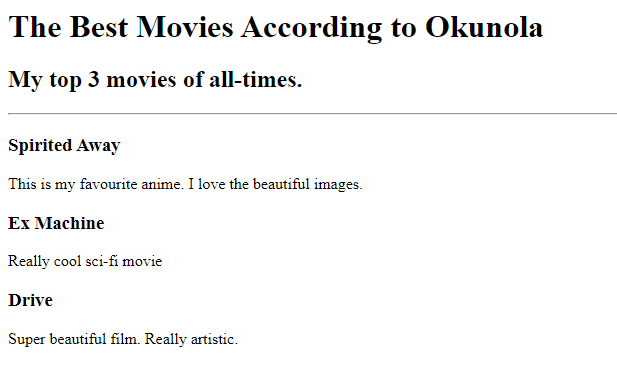 The Best Movies According to Okunola
My top 3 movies of all-times.
Spirited Away
This is my favourite anime. I love the beautiful images.
Ex Machine
Really cool sci-fi movie
Drive
Super beautiful film. Really artistic.